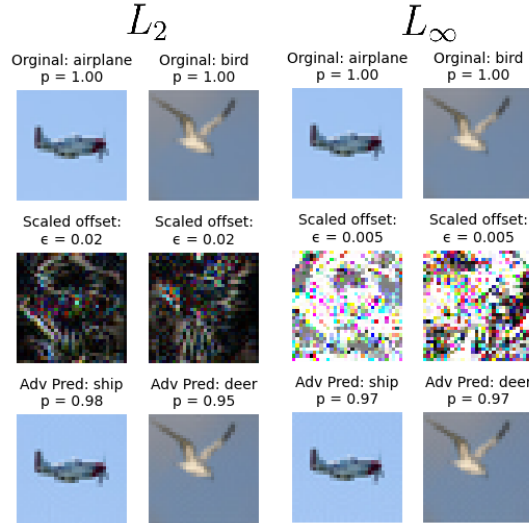 L₂ L∞
Orginal: airplane Orginal: bird Orginal: airplane Orginal: bird
p = 1.00 p = 1.00 p = 1.00 p = 1.00
Scaled offset: Scaled offset: Scaled offset: Scaled offset:
ϵ = 0.02 ϵ = 0.02 ϵ = 0.005 ϵ = 0.005
Adv Pred: ship Adv Pred: deer Adv Pred: ship Adv Pred: deer
p = 0.98 p = 0.95 p = 0.97 p = 0.97